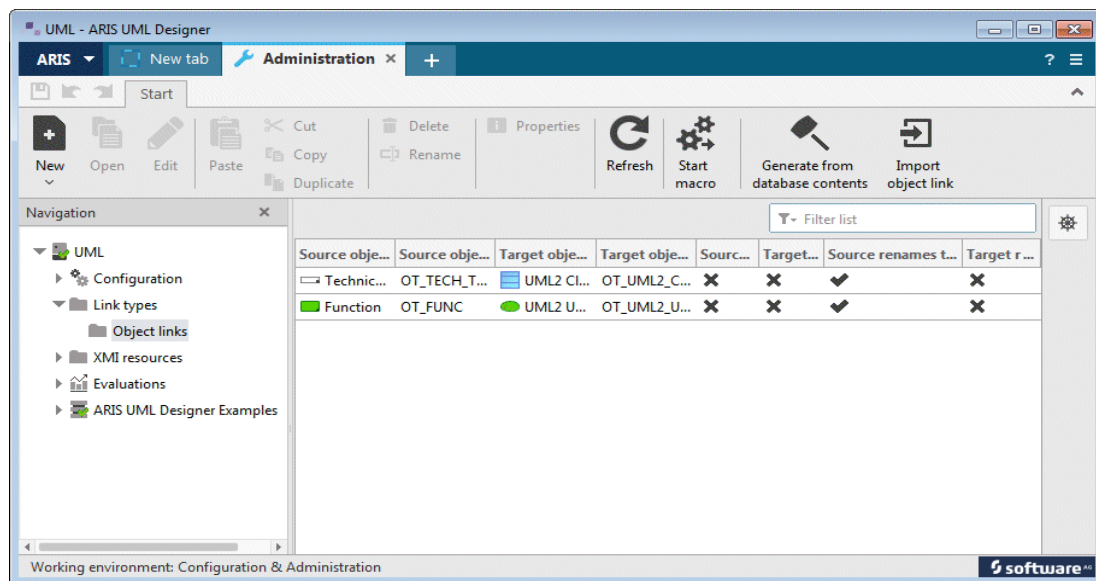 UML - ARIS UML Designer
ARIS New tab Administration × + ?
Start
New Open Edit Paste Cut Copy Duplicate Delete Rename Properties Refresh Start macro Generate from database contents Import object link
Navigation ×
Filter list
UML
Configuration
Link types
Object links
XMI resources
Evaluations
ARIS UML Designer Examples
Source obje... Source obje... Target obje... Target obje... Sourc... Target... Source renames t... Target r...
Technic... OT_TECH_T... UML2 Cl... OT_UML2_C...
Function OT_FUNC UML2 U... OT_UML2_U...
Working environment: Configuration & Administration
software AG